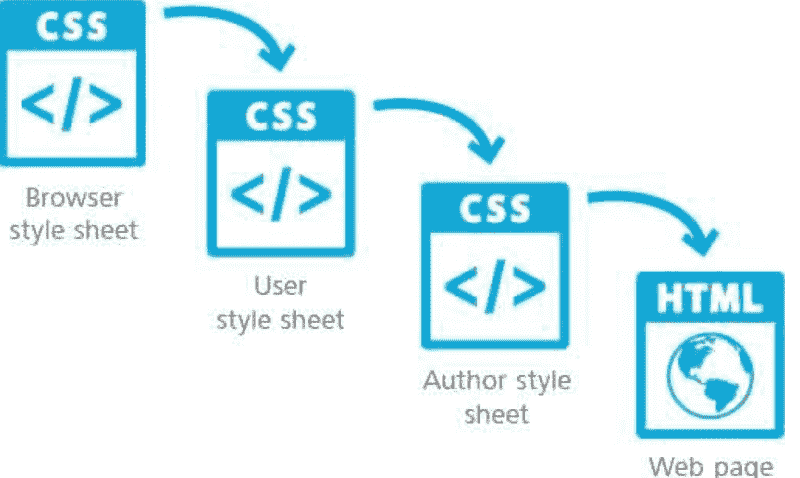 CSS
</>
Browser
style sheet
CSS
</>
User
style sheet
CSS
</>
Author style
sheet
HTML
Web page